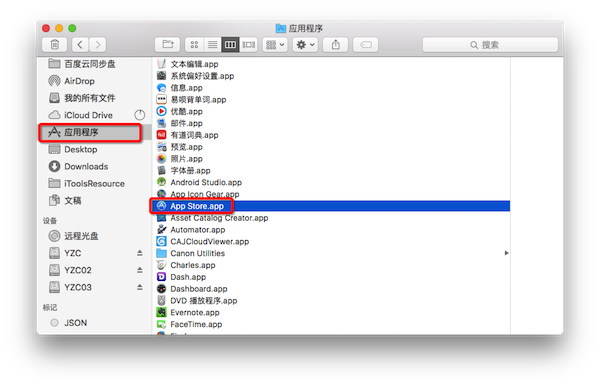 应用程序
搜索
百度云同步盘
AirDrop
我的所有文件
iCloud Drive
应用程序
Desktop
Downloads
iToolsResource
文稿
设备
远程光盘
YZC
YZC02
YZC03
标记
JSON
文本编辑.app
系统偏好设置.app
信息.app
易呗背单词.app
优酷.app
邮件.app
有道词典.app
预览.app
照片.app
字体册.app
Android Studio.app
App Icon Gear.app
App Store.app
Asset Catalog Creator.app
Automator.app
CAJCloudViewer.app
Canon Utilities
Charles.app
Dash.app
Dashboard.app
DVD 播放程序.app
Evernote.app
FaceTime.app